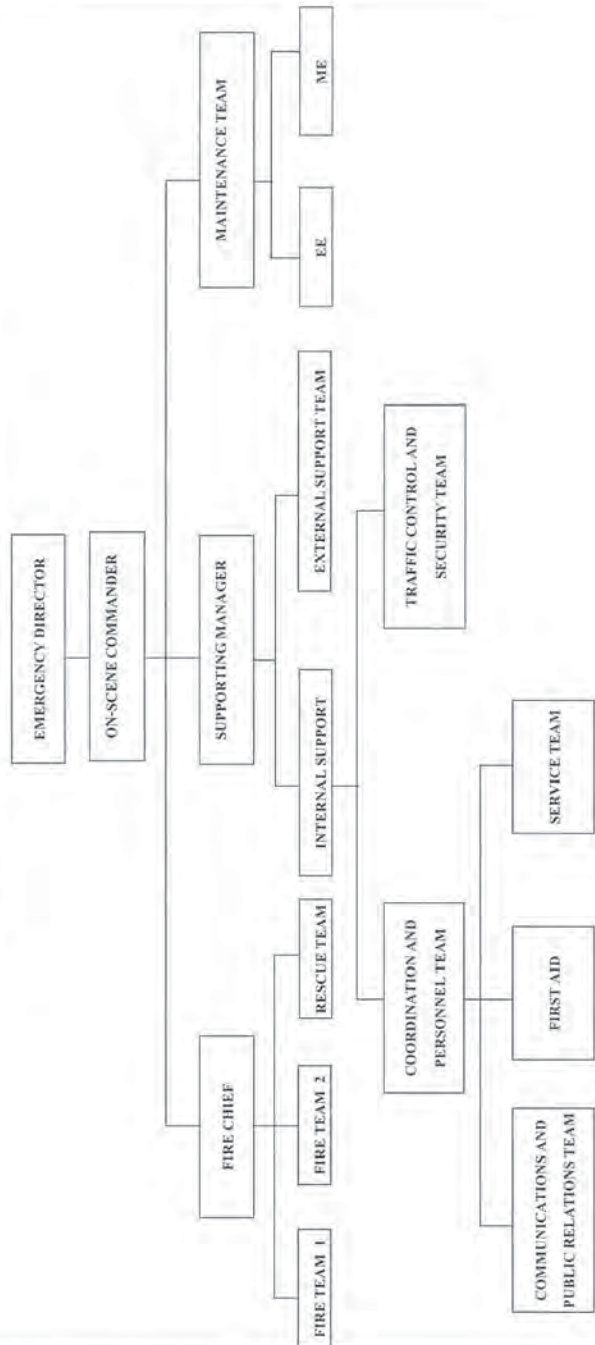 EMERGENCY DIRECTOR
ON-SCENE COMMANDER
FIRE CHIEF
SUPPORTING MANAGER
MAINTENANCE TEAM
FIRE TEAM 1
FIRE TEAM 2
RESCUE TEAM
INTERNAL SUPPORT
EXTERNAL SUPPORT TEAM
EE
ME
COORDINATION AND
PERSONNEL TEAM
TRAFFIC CONTROL AND
SECURITY TEAM
COMMUNICATIONS AND
PUBLIC RELATIONS TEAM
FIRST AID
SERVICE TEAM